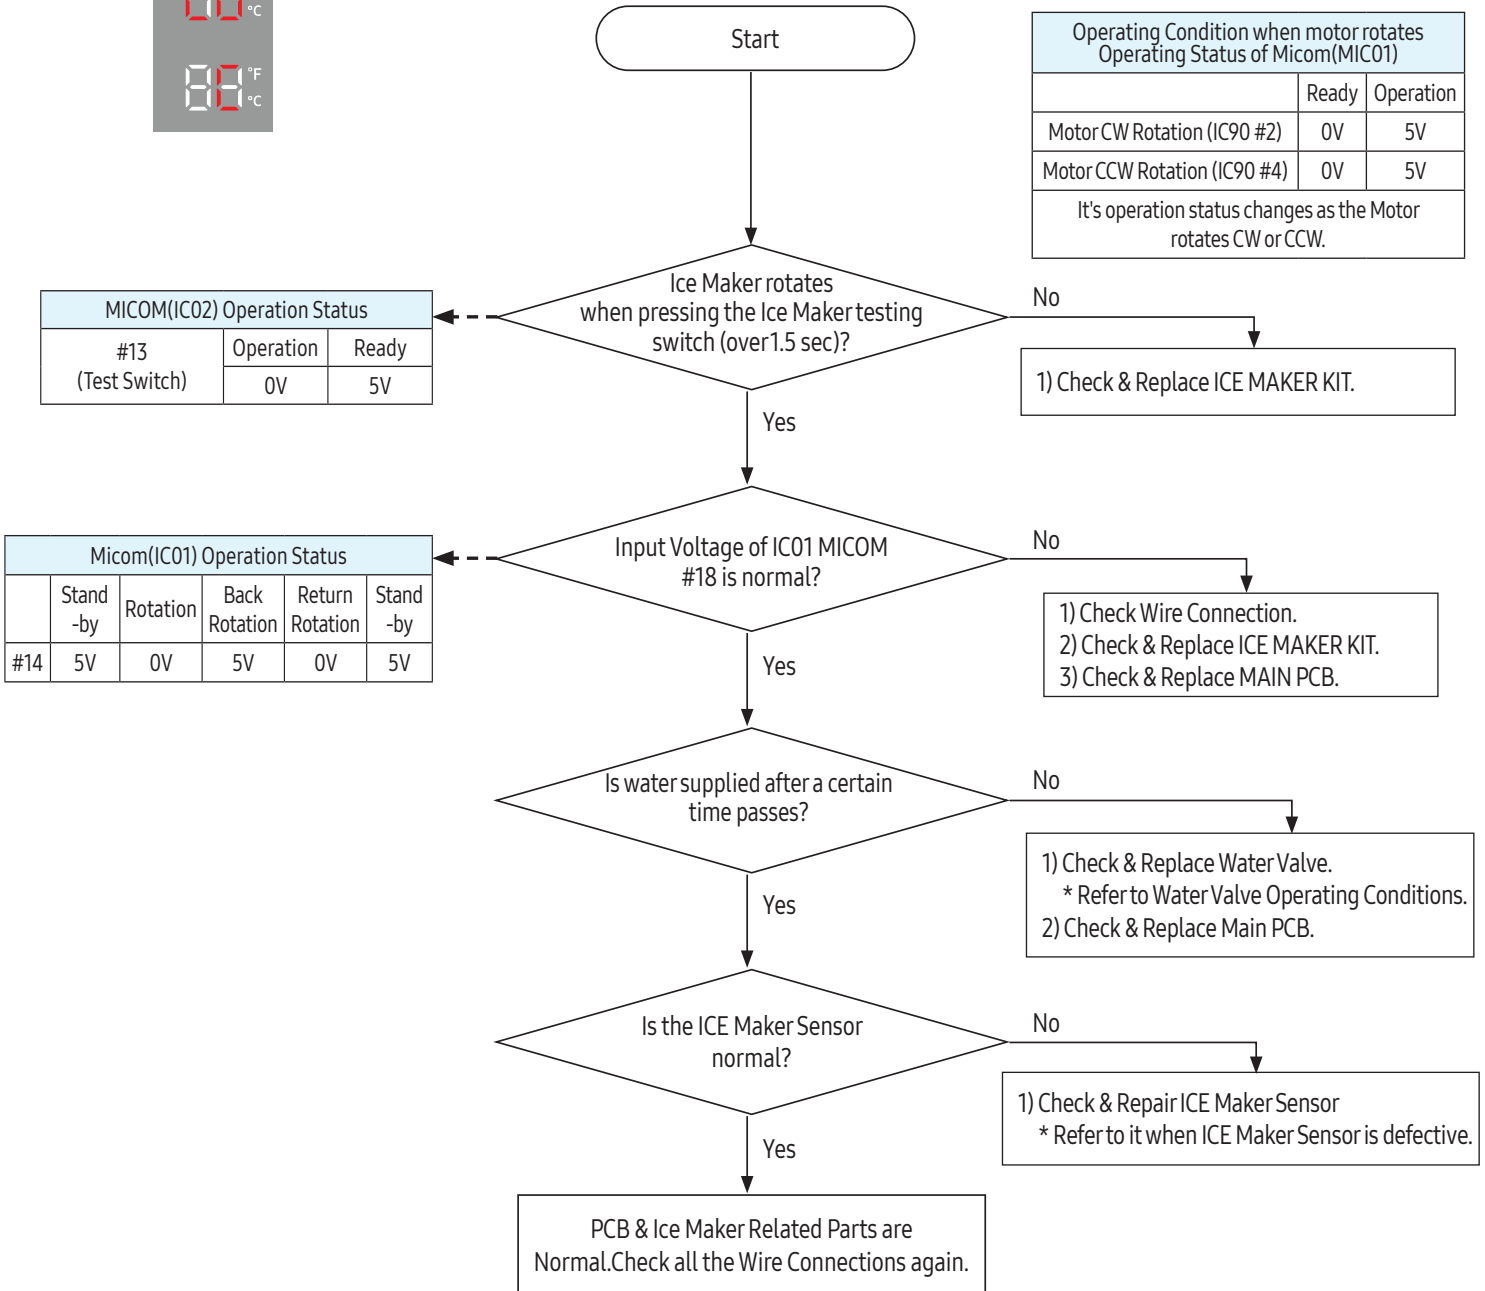 °C
°F
°C
Start
Operating Condition when motor rotates
Operating Status of Micom(MIC01)
Ready Operation
Motor CW Rotation (IC90 #2) 0V 5V
Motor CCW Rotation (IC90 #4) 0V 5V
It's operation status changes as the Motor
rotates CW or CCW.
Ice Maker rotates
when pressing the Ice Maker testing
switch (over 1.5 sec)?
No
1) Check & Replace ICE MAKER KIT.
MICOM(IC02) Operation Status
#13
(Test Switch)
Operation Ready
0V 5V
Yes
Input Voltage of IC01 MICOM
#18 is normal?
No
1) Check Wire Connection.
2) Check & Replace ICE MAKER KIT.
3) Check & Replace MAIN PCB.
Micom(IC01) Operation Status
Stand
-by
Rotation
Back
Rotation
Return
Rotation
Stand
-by
#14 5V 0V 5V 0V 5V
Yes
Is water supplied after a certain
time passes?
No
1) Check & Replace Water Valve.
* Refer to Water Valve Operating Conditions.
2) Check & Replace Main PCB.
Yes
Is the ICE Maker Sensor
normal?
No
1) Check & Repair ICE Maker Sensor
* Refer to it when ICE Maker Sensor is defective.
Yes
PCB & Ice Maker Related Parts are
Normal.Check all the Wire Connections again.